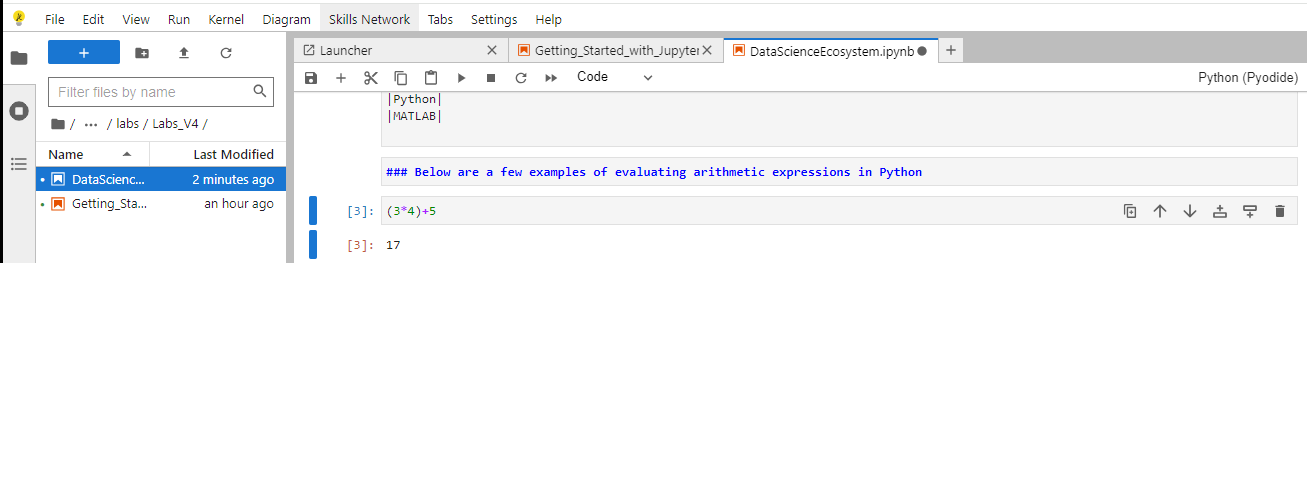 File Edit View Run Kernel Diagram Skills Network Tabs Settings Help
+
Filter files by name
/ ··· / labs / Labs_V4 /
Name Last Modified
DataScienc... 2 minutes ago
Getting_Sta... an hour ago
Launcher Getting_Started_with_Jupyter DataScienceEcosystem.ipynb +
Code Python (Pyodide)
|Python|
|MATLAB|
### Below are a few examples of evaluating arithmetic expressions in Python
[3]: (3*4)+5
[3]: 17